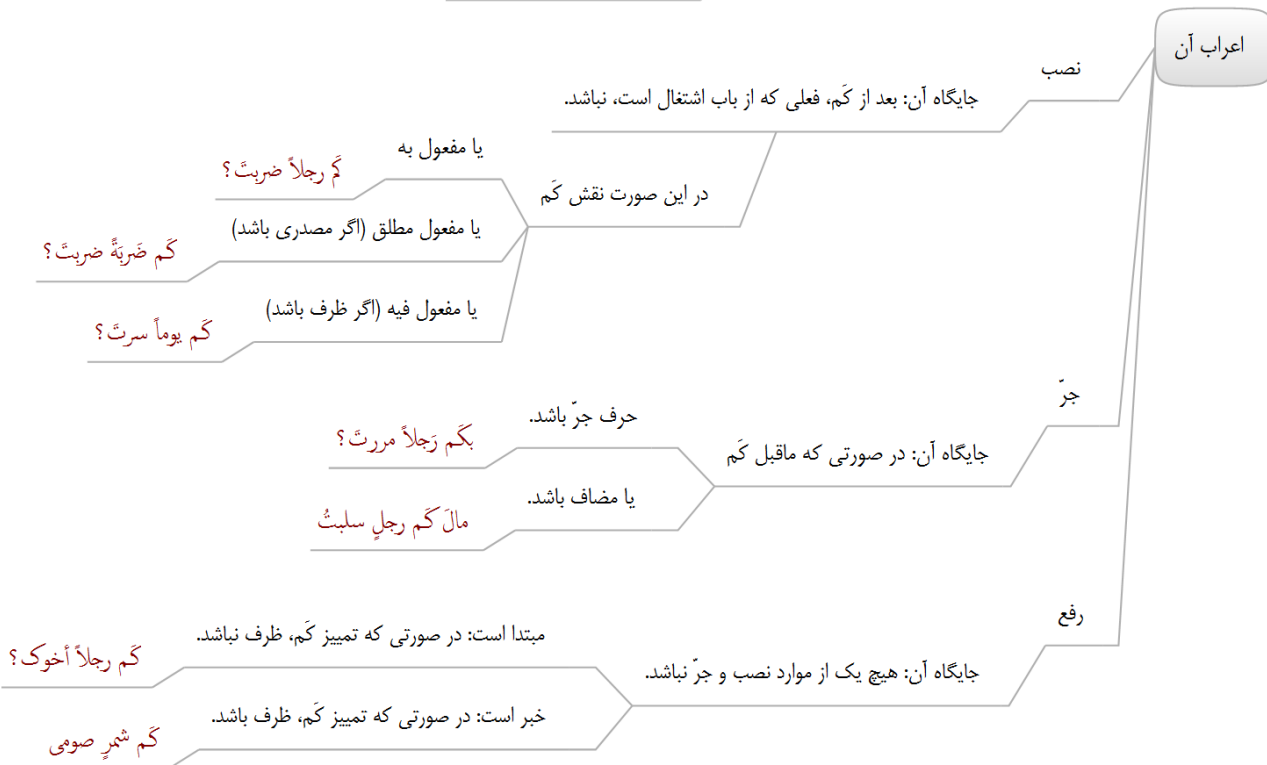 اعراب آن
نصب
جایگاه آن: بعد از کَم، فعلی که از باب اشتغال است، نباشد.
در این صورت نقش کَم
یا مفعول به
کَم رجلاً ضربتَ؟
یا مفعول مطلق (اگر مصدری باشد)
کَم ضَربَةً ضربتَ؟
یا مفعول فیه (اگر ظرف باشد)
کَم یوماً سرتَ؟
جرّ
جایگاه آن: در صورتی که ماقبل کَم
حرف جرّ باشد.
بکَم رَجلاً مررتَ؟
یا مضاف باشد.
مالَ کَم رجلٍ سلبتُ
رفع
جایگاه آن: هیچ یک از موارد نصب و جرّ نباشد.
مبتدا است: در صورتی که تمییز کَم، ظرف نباشد.
کَم رجلاً أخوک؟
خبر است: در صورتی که تمییز کَم، ظرف باشد.
کَم شهرٍ صومی